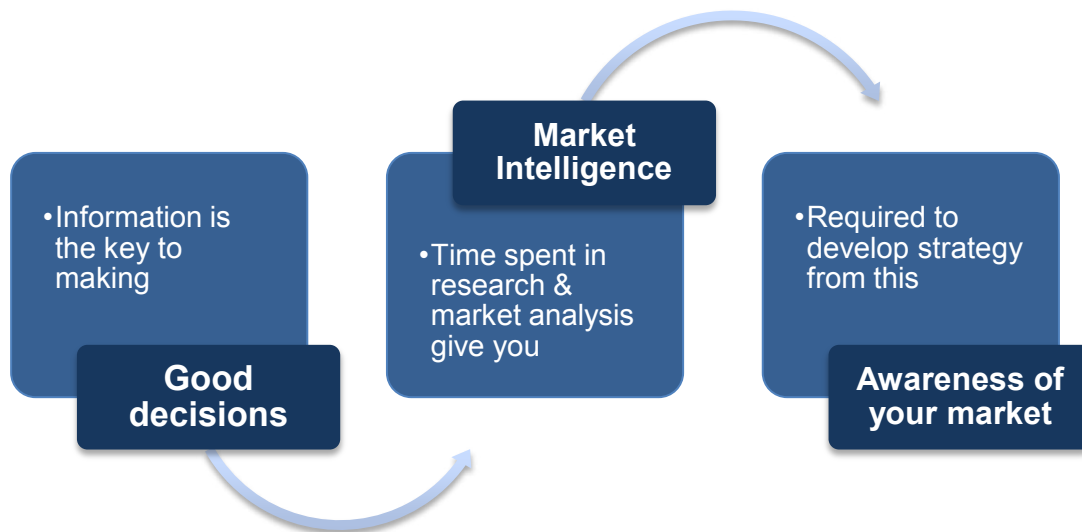 •Information is
the key to
making
Good
decisions
Market
Intelligence
•Time spent in
research &
market analysis
give you
•Required to
develop strategy
from this
Awareness of
your market